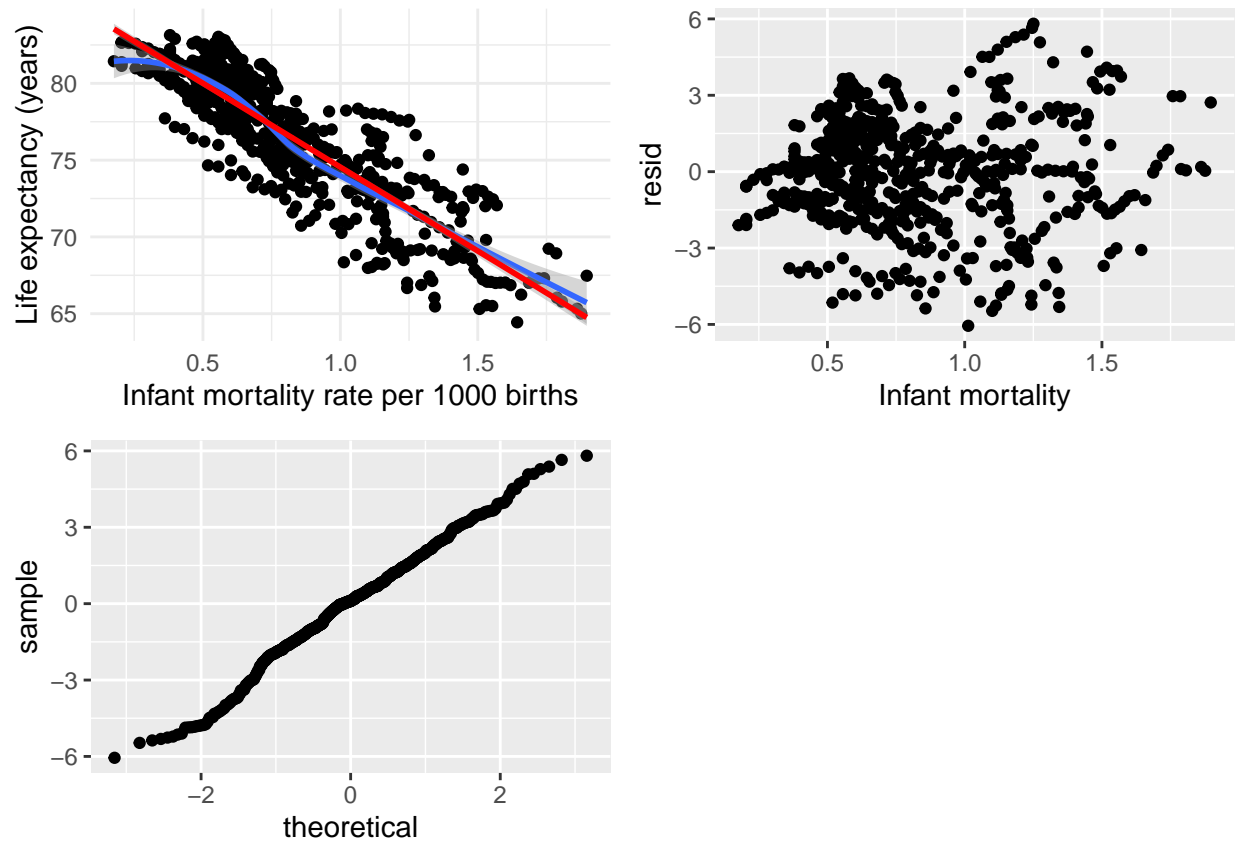 Life expectancy (years)
80
75
70
65
0.5 1.0 1.5
Infant mortality rate per 1000 births
resid
6
3
0
−3
−6
0.5 1.0 1.5
Infant mortality
sample
6
3
0
−3
−6
−2 0 2
theoretical